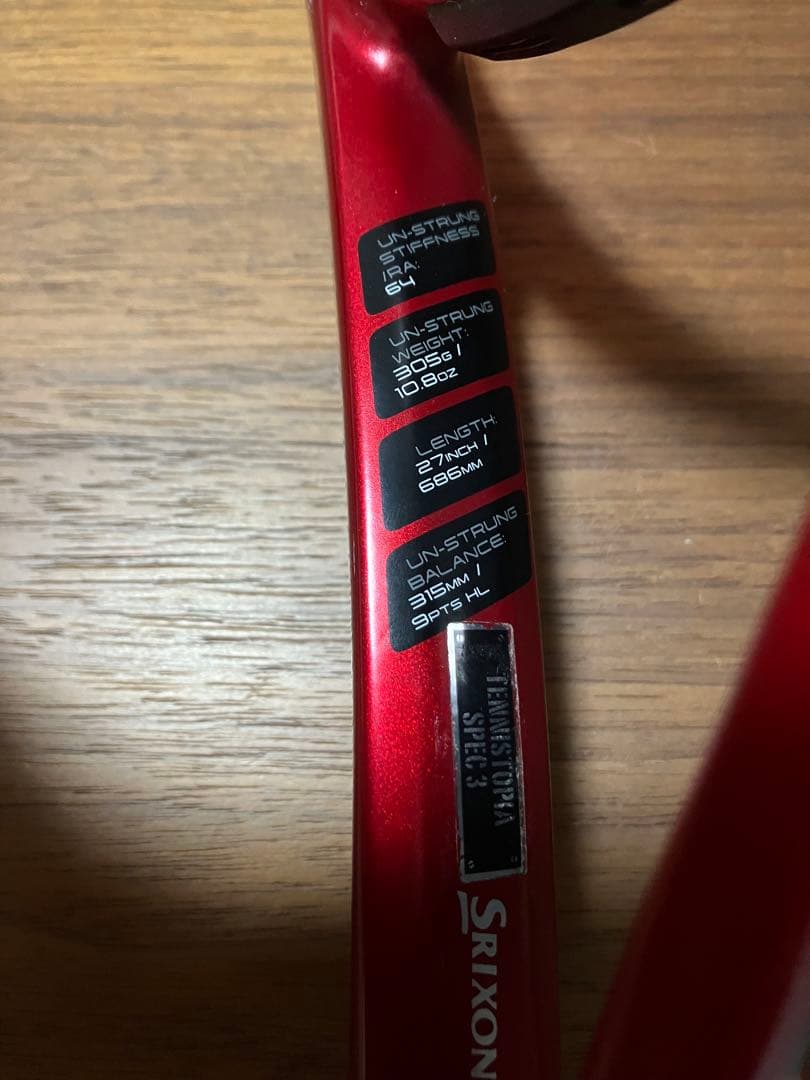 UN-STRUNG
STIFFNESS
/RA:
64
UN-STRUNG
WEIGHT:
305G /
10.8OZ
LENGTH:
27INCH /
686MM
UN-STRUNG
BALANCE:
315MM /
9PTS HL
TENNISTOPIA
SPEC 3
SRIXON